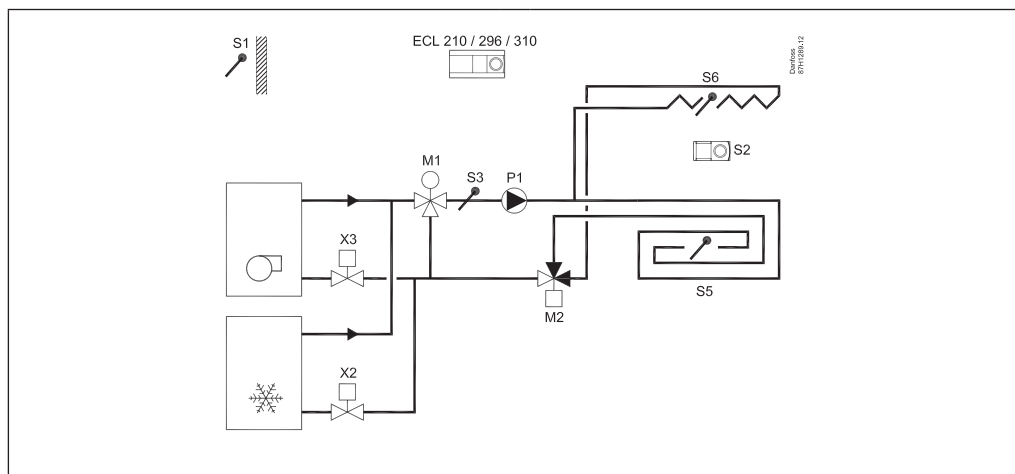 S1
ECL 210 / 296 / 310
Danfoss
87H1289.12
S6
S2
M1
S3
P1
X3
S5
M2
X2